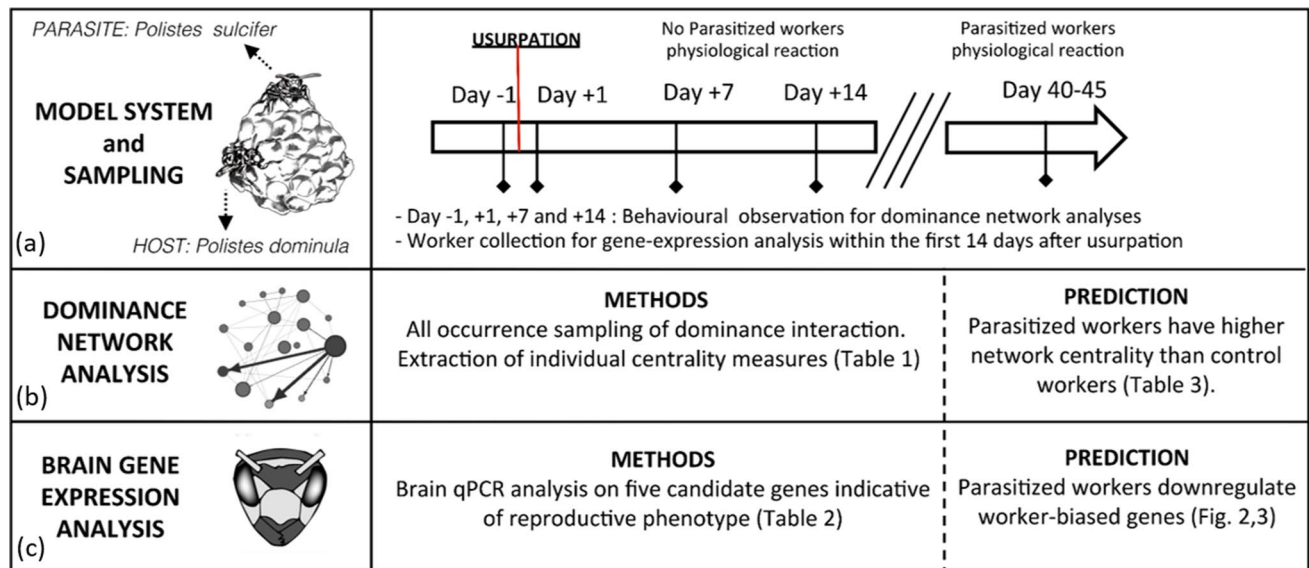 PARASITE: Polistes sulcifer
MODEL SYSTEM
and
SAMPLING
(a)
HOST: Polistes dominula
USURPATION
No Parasitized workers
physiological reaction
Parasitized workers
physiological reaction
Day -1
Day +1
Day +7
Day +14
Day 40-45
- Day -1, +1, +7 and +14 : Behavioural observation for dominance network analyses
- Worker collection for gene-expression analysis within the first 14 days after usurpation
DOMINANCE
NETWORK
ANALYSIS
(b)
METHODS
All occurrence sampling of dominance interaction.
Extraction of individual centrality measures (Table 1)
PREDICTION
Parasitized workers have higher
network centrality than control
workers (Table 3).
BRAIN GENE
EXPRESSION
ANALYSIS
(c)
METHODS
Brain qPCR analysis on five candidate genes indicative
of reproductive phenotype (Table 2)
PREDICTION
Parasitized workers downregulate
worker-biased genes (Fig. 2,3)